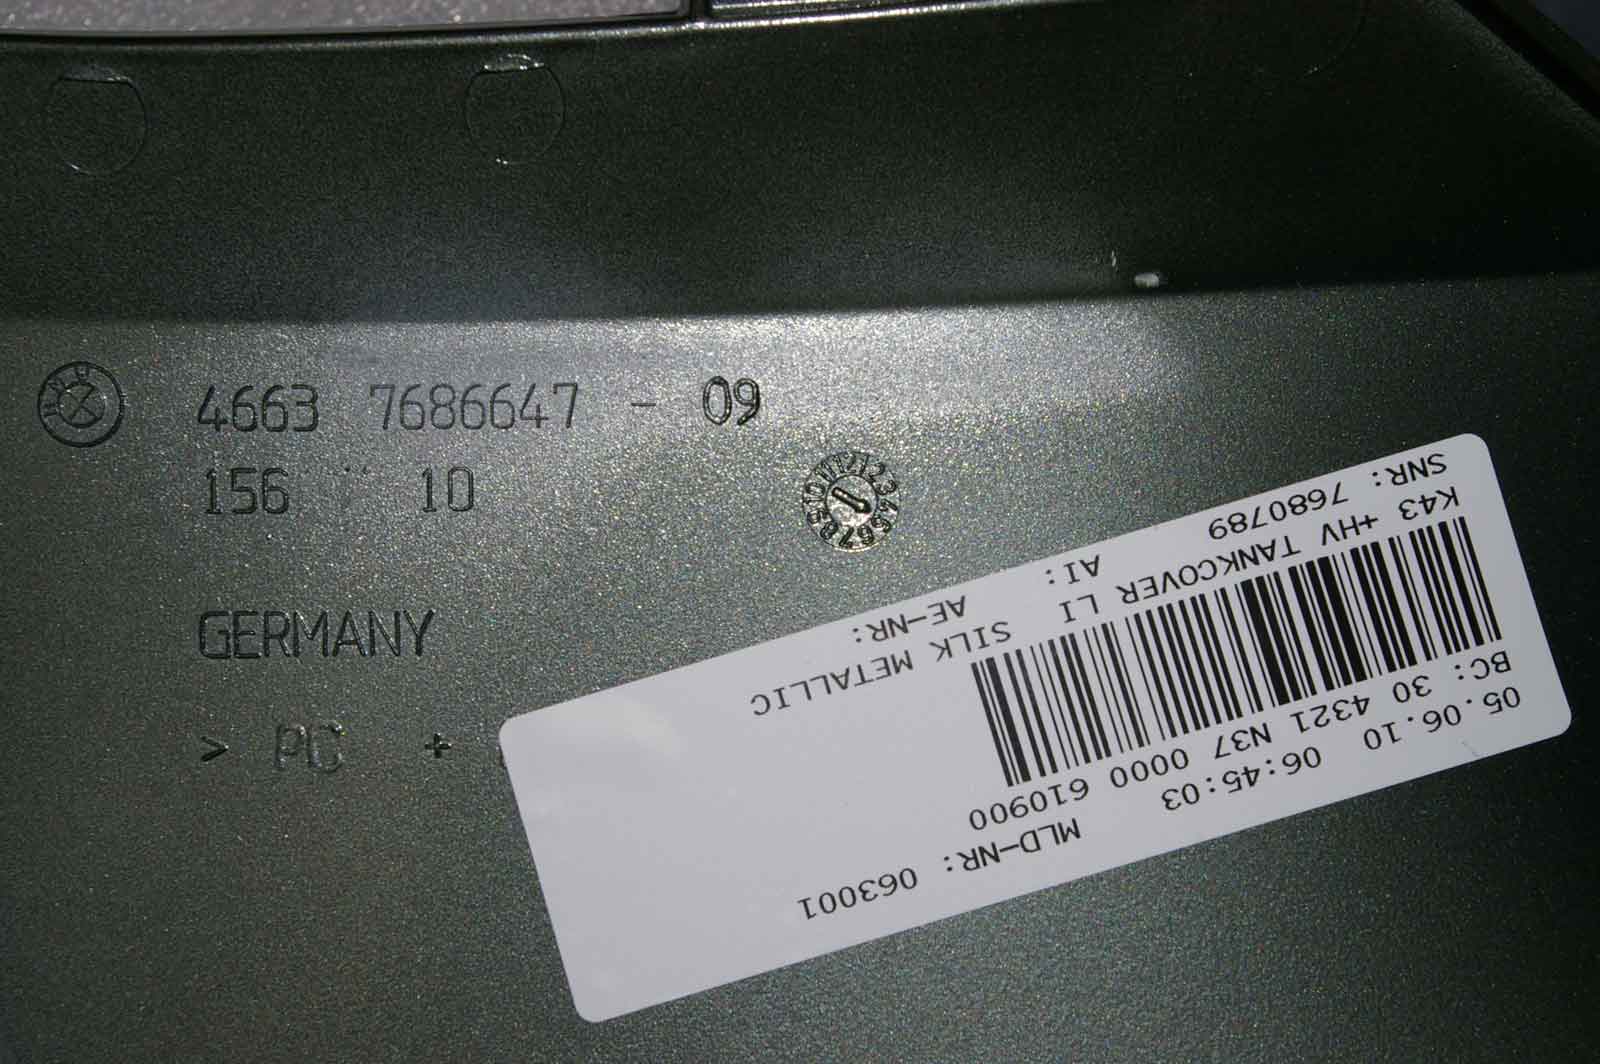 4663 7686647 - 09
156 10
GERMANY
> PC +
SNR: 7680789 AI: AE-NR:
K43 +HV TANKCOVER LI SILK METALLIC
BC: 30 4321 N37 0000 610900
05.06.10 06:45:03 MLD-NR: 063001